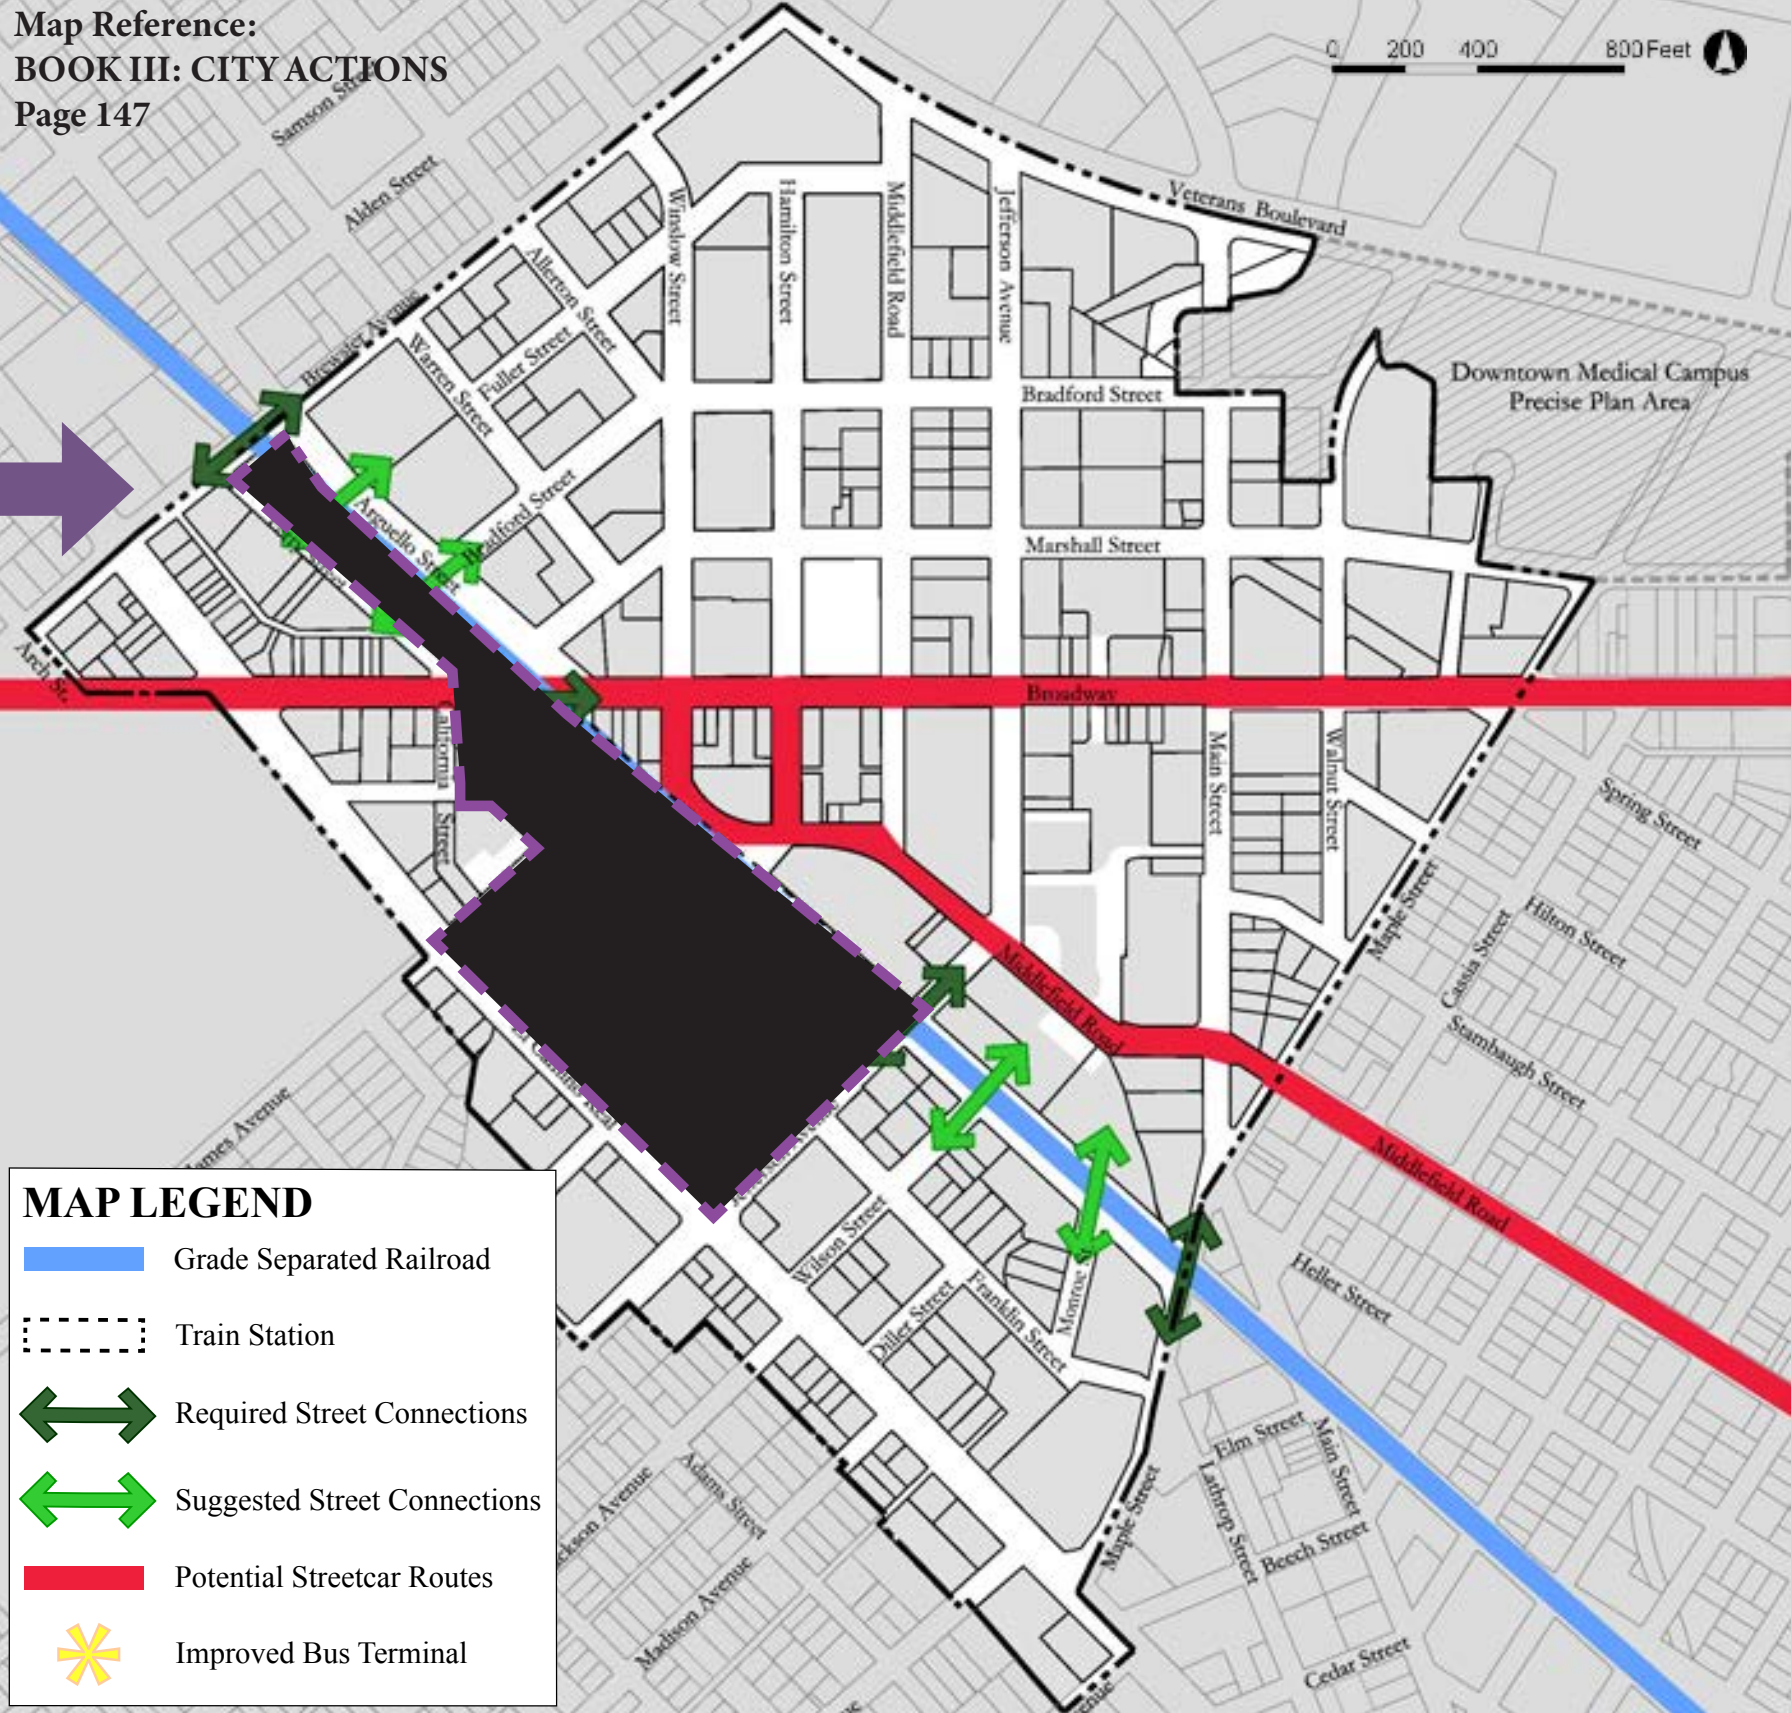 Map Reference:
BOOK III: CITY ACTIONS
Page 147
0 200 400 800 Feet
Samson Street
Alden Street
Brewster Avenue
Allerton Street
Fuller Street
Warren Street
Winslow Street
Hamilton Street
Middlefield Road
Jefferson Avenue
Veterans Boulevard
Downtown Medical Campus
Precise Plan Area
Bradford Street
Bradford Street
Arguello Street
Marshall Street
Arch St.
Broadway
California
Street
Main Street
Walnut Street
Spring Street
Maple Street
Hilton Street
Cassia Street
Stambaugh Street
Middlefield Road
Middlefield Road
Heller Street
James Avenue
Wilson Street
Diller Street
Franklin Street
Monroe
Elm Street
Main Street
Lathrop Street
Beech Street
Maple Street
Cedar Street
Adams Street
Madison Avenue
MAP LEGEND
Grade Separated Railroad
Train Station
Required Street Connections
Suggested Street Connections
Potential Streetcar Routes
Improved Bus Terminal